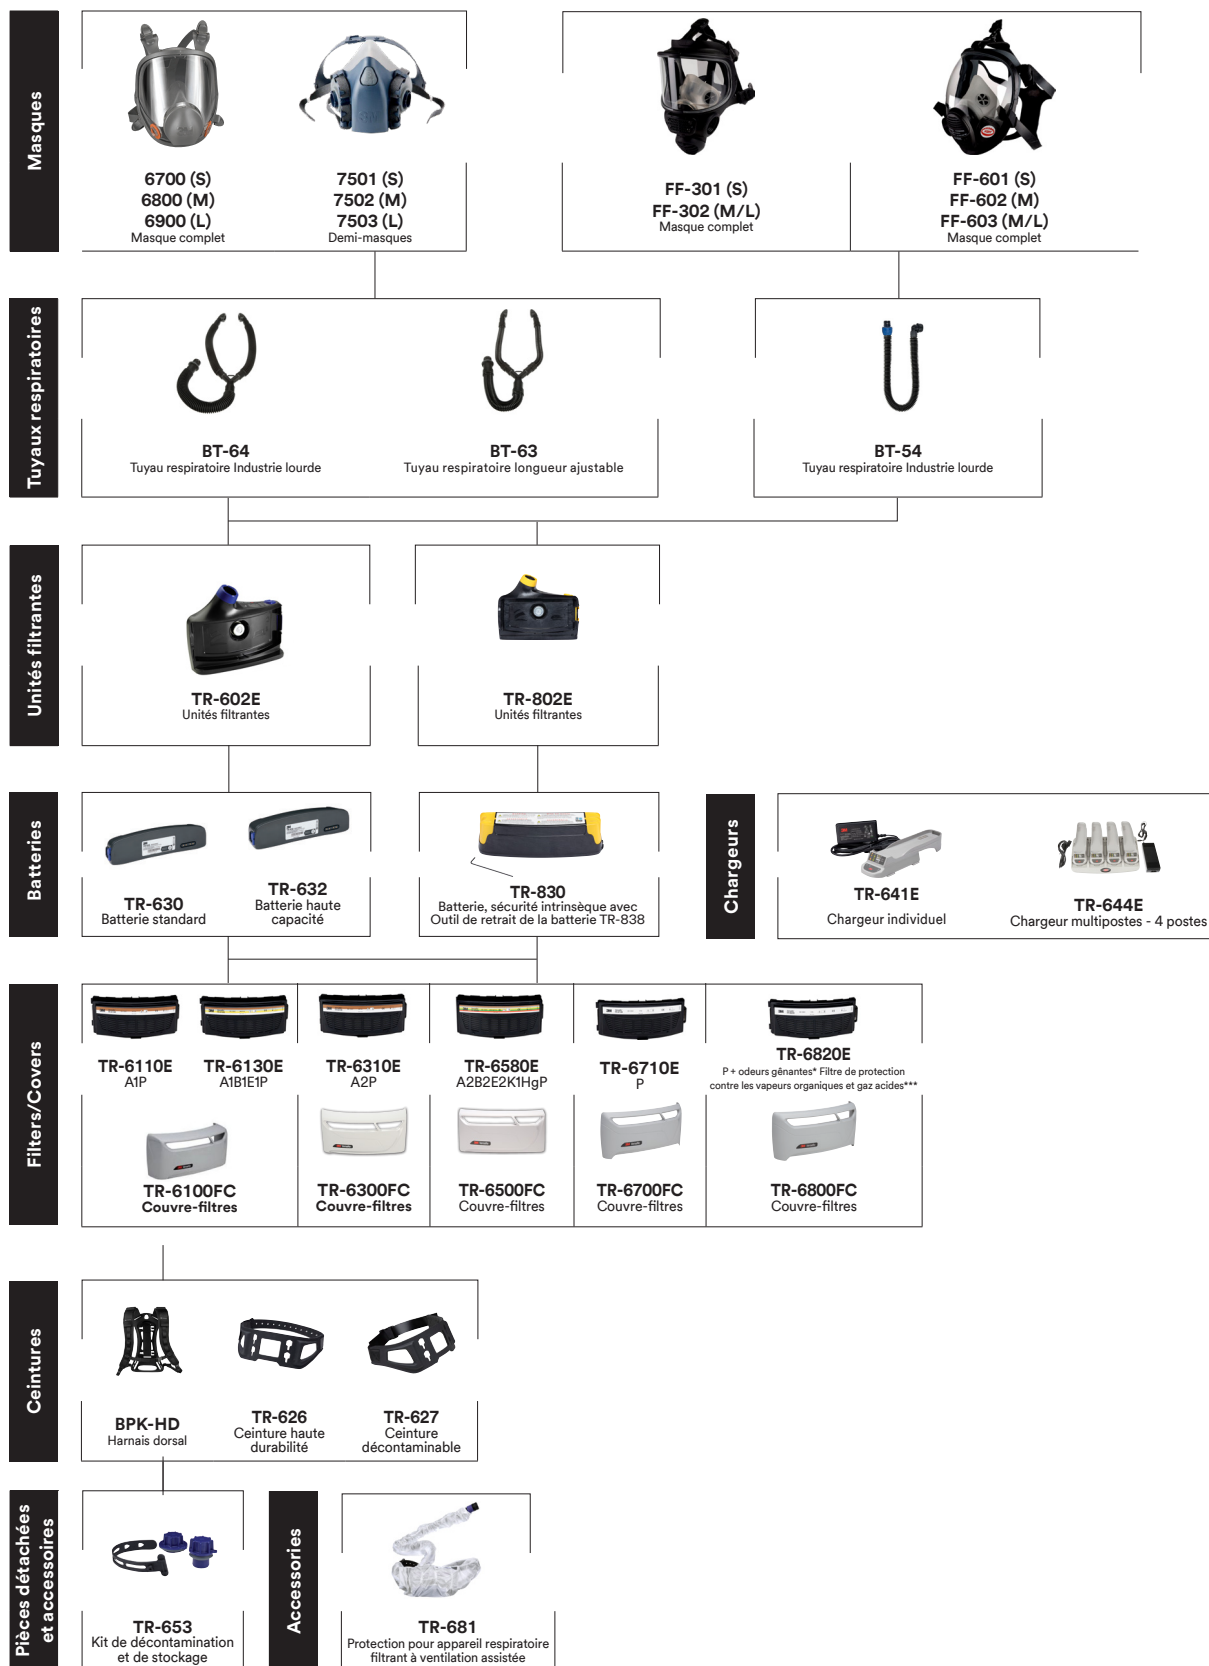 Masques
6700 (S)
6800 (M)
6900 (L)
Masque complet
7501 (S)
7502 (M)
7503 (L)
Demi-masques
FF-301 (S)
FF-302 (M/L)
Masque complet
FF-601 (S)
FF-602 (M)
FF-603 (M/L)
Masque complet
Tuyaux respiratoires
BT-64
Tuyau respiratoire Industrie lourde
BT-63
Tuyau respiratoire longueur ajustable
BT-54
Tuyau respiratoire Industrie lourde
Unités filtrantes
TR-602E
Unités filtrantes
TR-802E
Unités filtrantes
Batteries
TR-630
Batterie standard
TR-632
Batterie haute
capacité
TR-830
Batterie, sécurité intrinsèque avec
Outil de retrait de la batterie TR-838
Chargeurs
TR-641E
Chargeur individuel
TR-644E
Chargeur multipostes - 4 postes
Filters/Covers
TR-6110E
A1P
TR-6130E
A1B1E1P
TR-6310E
A2P
TR-6580E
A2B2E2K1HgP
TR-6710E
P
TR-6820E
P + odeurs gênantes* Filtre de protection
contre les vapeurs organiques et gaz acides***
TR-6100FC
Couvre-filtres
TR-6300FC
Couvre-filtres
TR-6500FC
Couvre-filtres
TR-6700FC
Couvre-filtres
TR-6800FC
Couvre-filtres
Ceintures
BPK-HD
Harnais dorsal
TR-626
Ceinture haute
durabilité
TR-627
Ceinture
décontaminable
Pièces détachées
et accessoires
TR-653
Kit de décontamination
et de stockage
Accessories
TR-681
Protection pour appareil respiratoire
filtrant à ventilation assistée